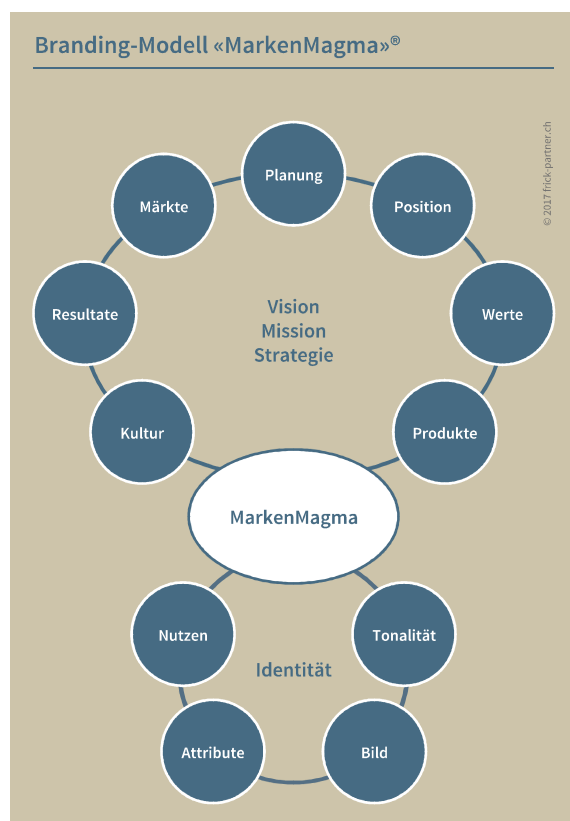 Branding-Modell «MarkenMagma»®
© 2017 frick-partner.ch
Planung
Märkte
Position
Resultate
Vision
Mission
Strategie
Werte
Kultur
Produkte
MarkenMagma
Nutzen
Tonalität
Identität
Attribute
Bild